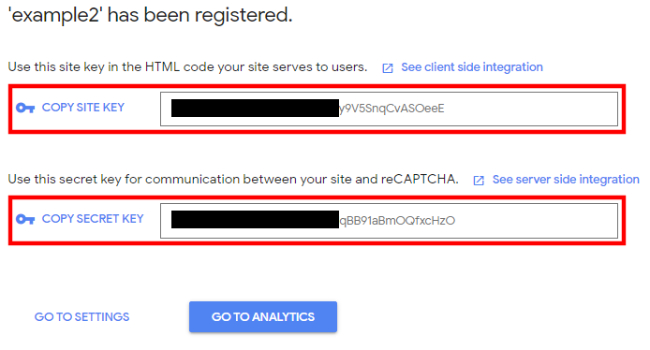 'example2' has been registered.
Use this site key in the HTML code your site serves to users. See client side integration
COPY SITE KEY y9V5SnqCvASOeeE
Use this secret key for communication between your site and reCAPTCHA. See server side integration
COPY SECRET KEY qBB91aBmOQfxcHzO
GO TO SETTINGS GO TO ANALYTICS